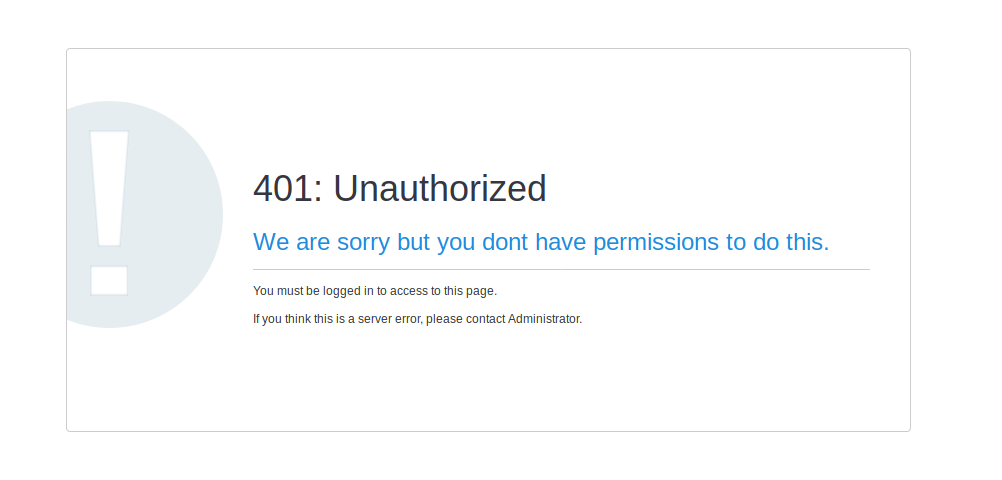 401: Unauthorized
We are sorry but you dont have permissions to do this.
You must be logged in to access to this page.
If you think this is a server error, please contact Administrator.